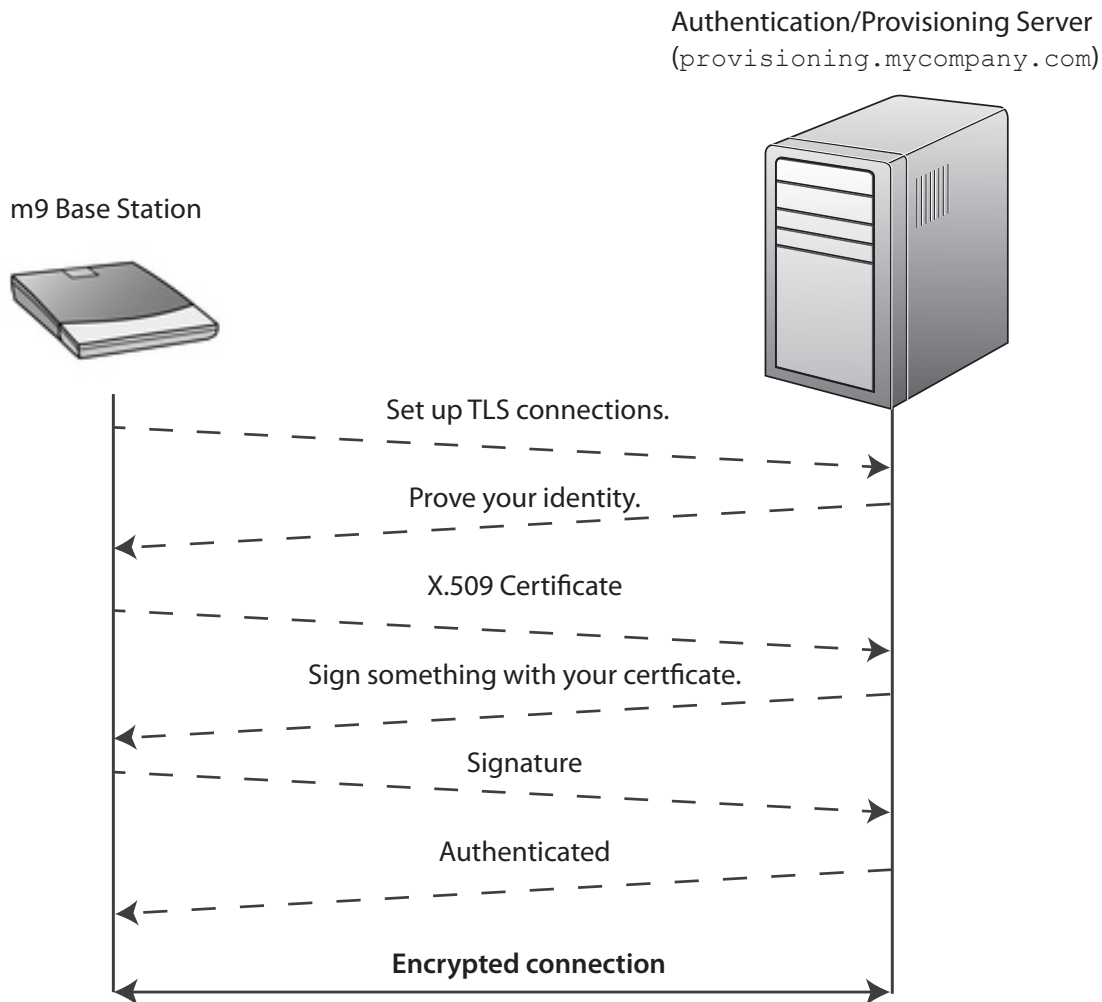 Authentication/Provisioning Server
(provisioning.mycompany.com)
m9 Base Station
Set up TLS connections.
Prove your identity.
X.509 Certificate
Sign something with your certficate.
Signature
Authenticated
Encrypted connection